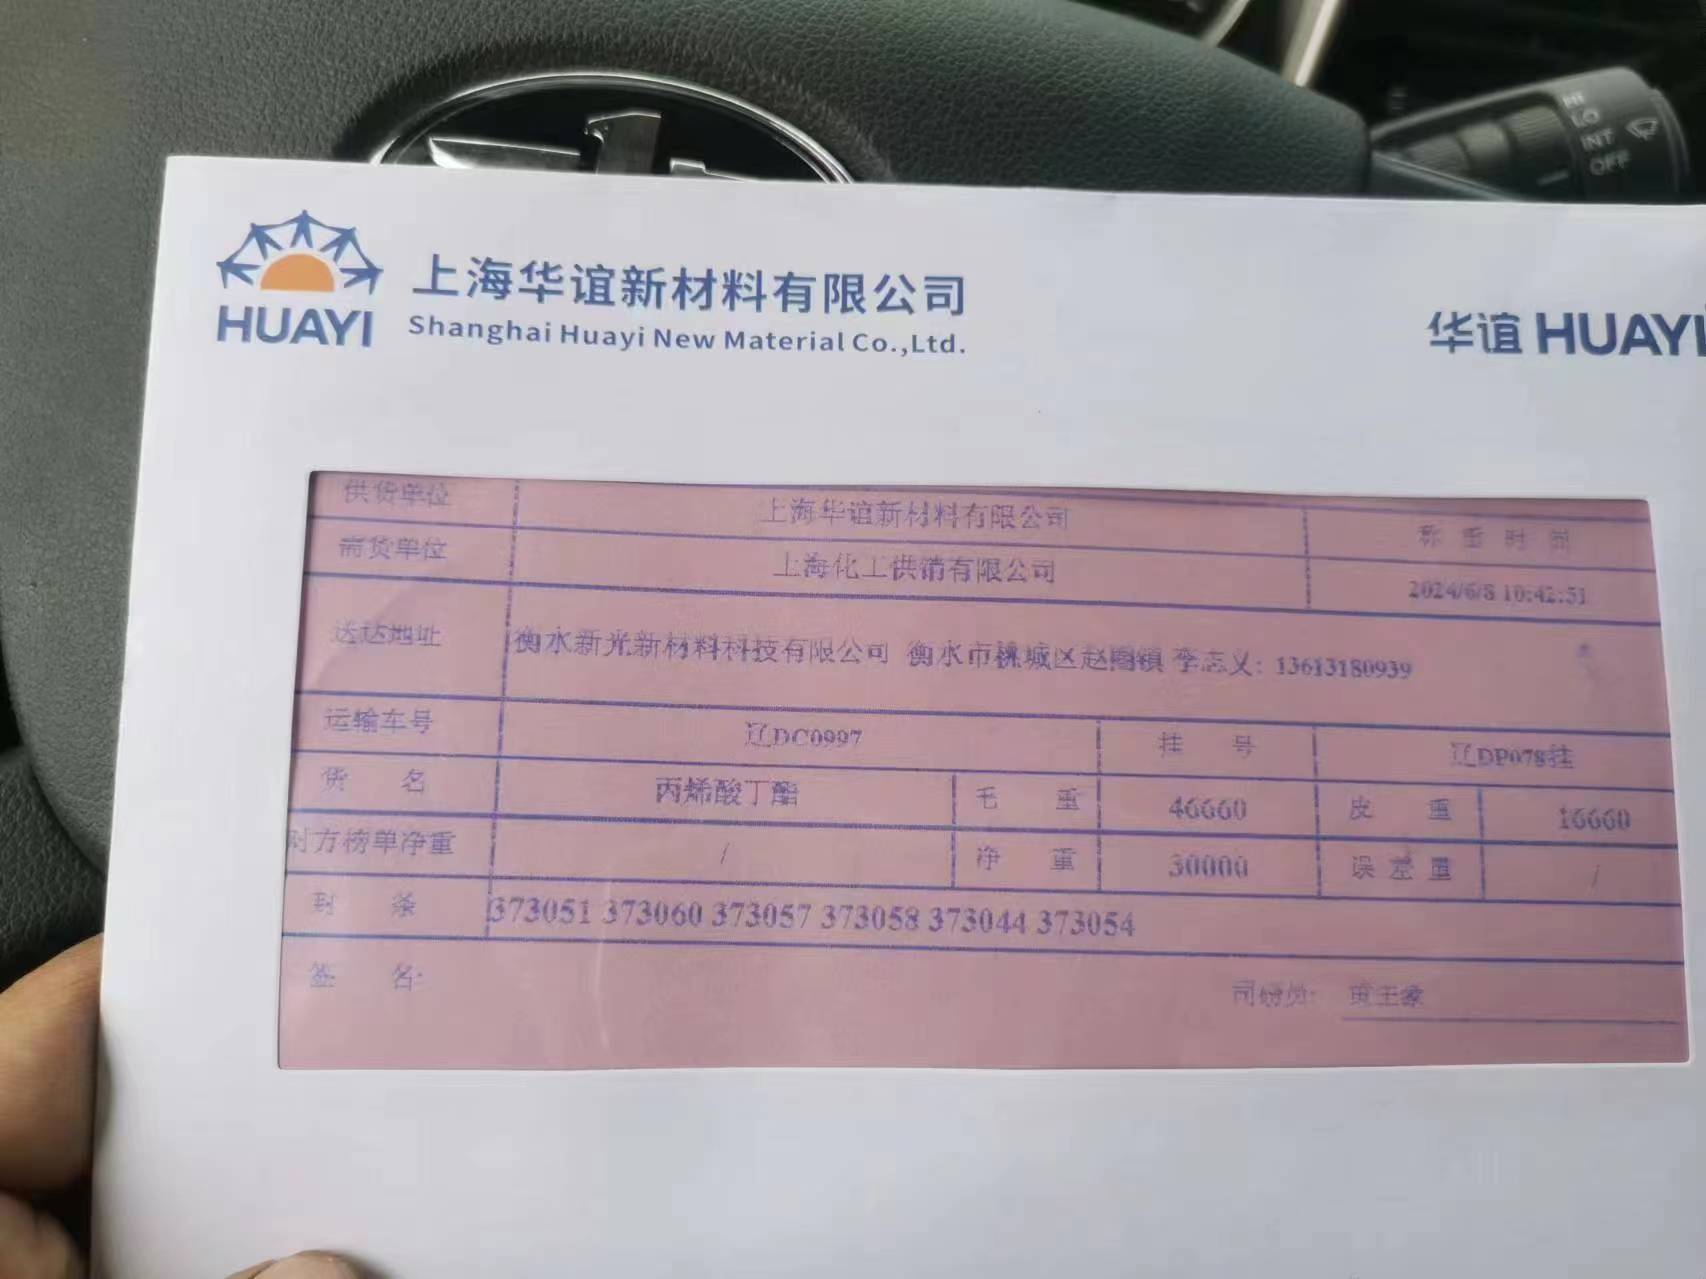 HI
LO
INT
OFF
HUAYI
上海华谊新材料有限公司
Shanghai Huayi New Material Co.,Ltd.
华谊 HUAYI
供货单位 上海华谊新材料有限公司 称重时间
需货单位 上海化工供销有限公司 2024/6/8 10:42:51
送达地址 衡水新光新材料科技有限公司 衡水市桃城区赵圈镇 李志义: 13613180939
运输车号 辽DC0997 挂号 辽DP078挂
货名 丙烯酸丁酯 毛重 46660 皮重 16660
对方榜单净重 / 净重 30000 误差量 /
封条 373051 373060 373057 373058 373044 373054
签名: 司磅员: